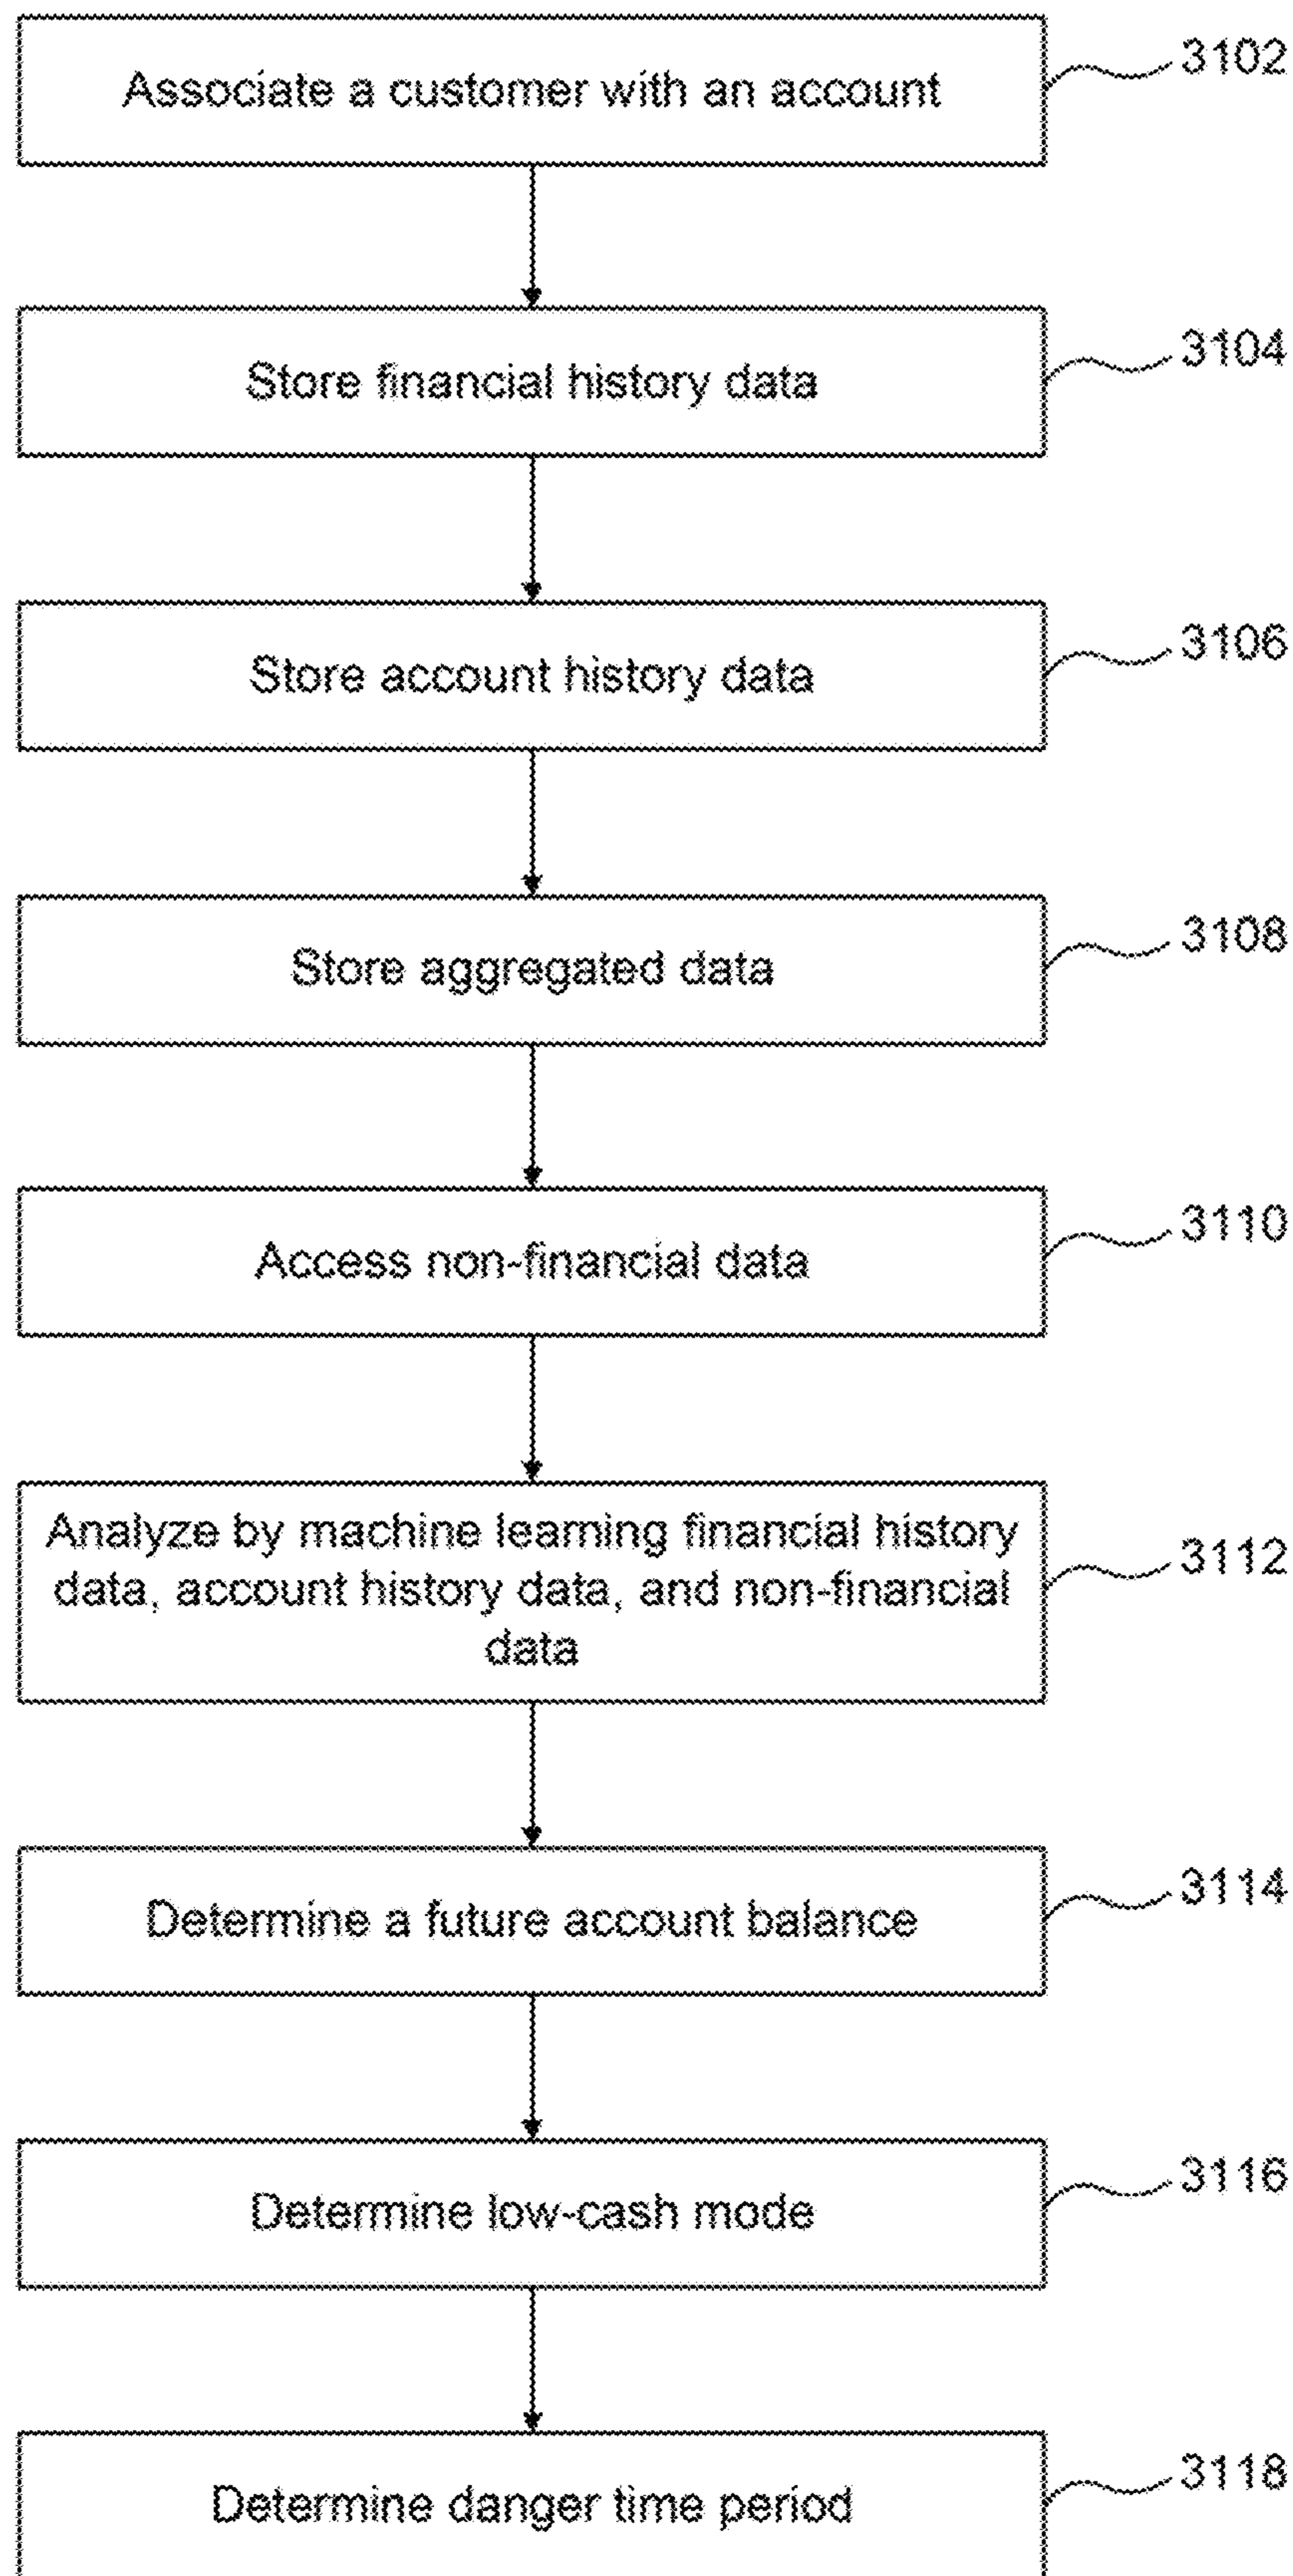 Associate a customer with an account
3102
Store financial history data
3104
Store account history data
3106
Store aggregated data
3108
Access non-financial data
3110
Analyze by machine learning financial history
data, account history data, and non-financial
data
3112
Determine a future account balance
3114
Determine low-cash mode
3116
Determine danger time period
3118